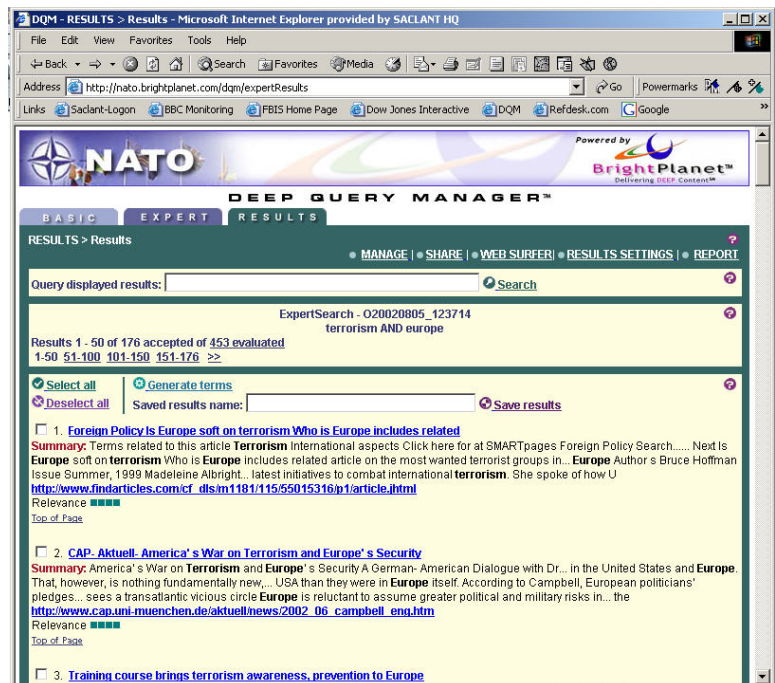 DQM - RESULTS > Results - Microsoft Internet Explorer provided by SACLANT HQ
File Edit View Favorites Tools Help
Back Search Favorites Media
Address http://nato.brightplanet.com/dqm/expertResults Go Powermarks
Links Saclant-Logon BBC Monitoring FBIS Home Page Dow Jones Interactive DQM Refdesk.com Google »
NATO
Powered by
BrightPlanet™
Delivering DEEP Content℠
DEEP QUERY MANAGER™
BASIC EXPERT RESULTS
RESULTS > Results ?
MANAGE | SHARE | WEB SURFER | RESULTS SETTINGS | REPORT
Query displayed results: Search ?
ExpertSearch - O20020805_123714 ?
terrorism AND europe
Results 1 - 50 of 176 accepted of 453 evaluated
1-50 51-100 101-150 151-176 >>
Select all Generate terms ?
Deselect all Saved results name: Save results
1. Foreign Policy Is Europe soft on terrorism Who is Europe includes related
Summary: Terms related to this article Terrorism International aspects Click here for at SMARTpages Foreign Policy Search...... Next Is
Europe soft on terrorism Who is Europe includes related article on the most wanted terrorist groups in... Europe Author s Bruce Hoffman
Issue Summer, 1999 Madeleine Albright... latest initiatives to combat international terrorism. She spoke of how U
http://www.findarticles.com/cf_dls/m1181/115/55015316/p1/article.jhtml
Relevance
Top of Page
2. CAP- Aktuell- America' s War on Terrorism and Europe' s Security
Summary: America' s War on Terrorism and Europe' s Security A German- American Dialogue with Dr... in the United States and Europe.
That, however, is nothing fundamentally new,... USA than they were in Europe itself. According to Campbell, European politicians'
pledges... sees a transatlantic vicious circle Europe is reluctant to assume greater political and military risks in... the
http://www.cap.uni-muenchen.de/aktuell/news/2002_06_campbell_eng.htm
Relevance
Top of Page
3. Training course brings terrorism awareness, prevention to Europe